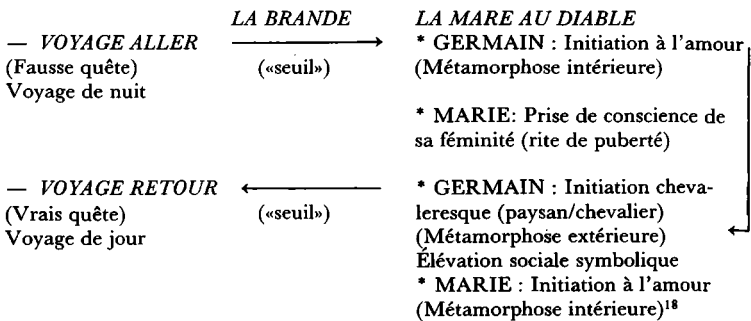 LA BRANDE LA MARE AU DIABLE
— VOYAGE ALLER * GERMAIN : Initiation à l'amour
(Fausse quête) («seuil») (Métamorphose intérieure)
Voyage de nuit
* MARIE: Prise de conscience de
sa féminité (rite de puberté)
— VOYAGE RETOUR * GERMAIN : Initiation cheva-
(Vrais quête) («seuil») leresque (paysan/chevalier)
Voyage de jour (Métamorphose extérieure)
Élévation sociale symbolique
* MARIE : Initiation à l'amour
(Métamorphose intérieure)18